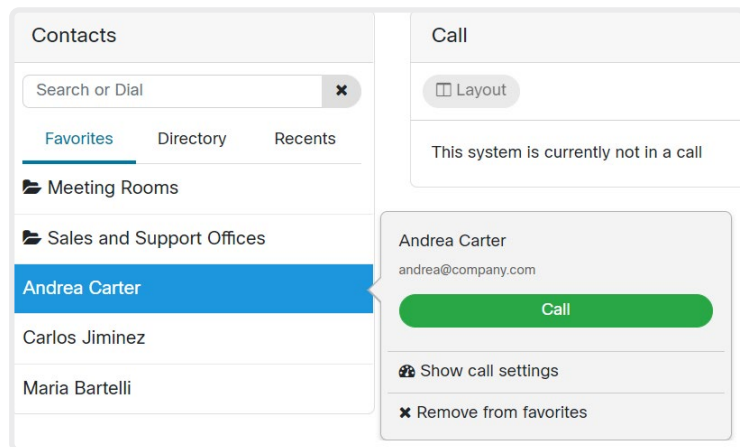 Contacts
Search or Dial
Favorites Directory Recents
Meeting Rooms
Sales and Support Offices
Andrea Carter
Carlos Jiminez
Maria Bartelli
Call
Layout
This system is currently not in a call
Andrea Carter
andrea@company.com
Call
Show call settings
Remove from favorites